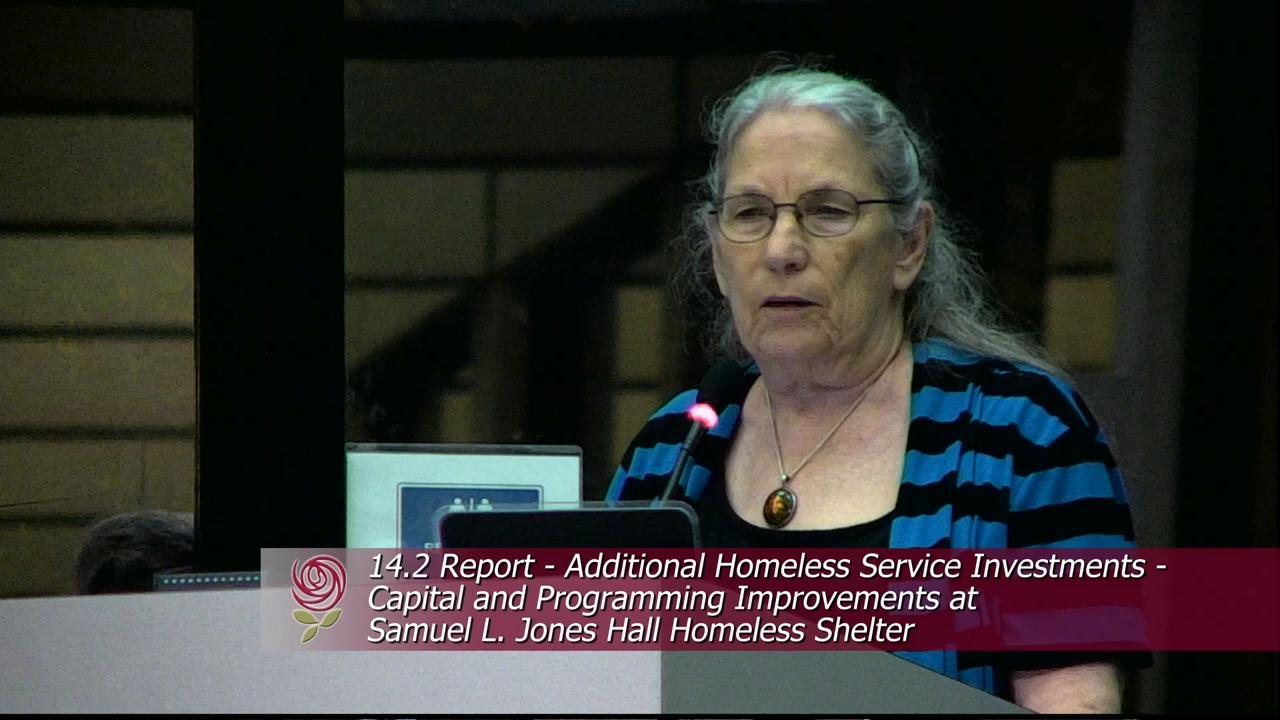 14.2 Report - Additional Homeless Service Investments -
Capital and Programming Improvements at
Samuel L. Jones Hall Homeless Shelter